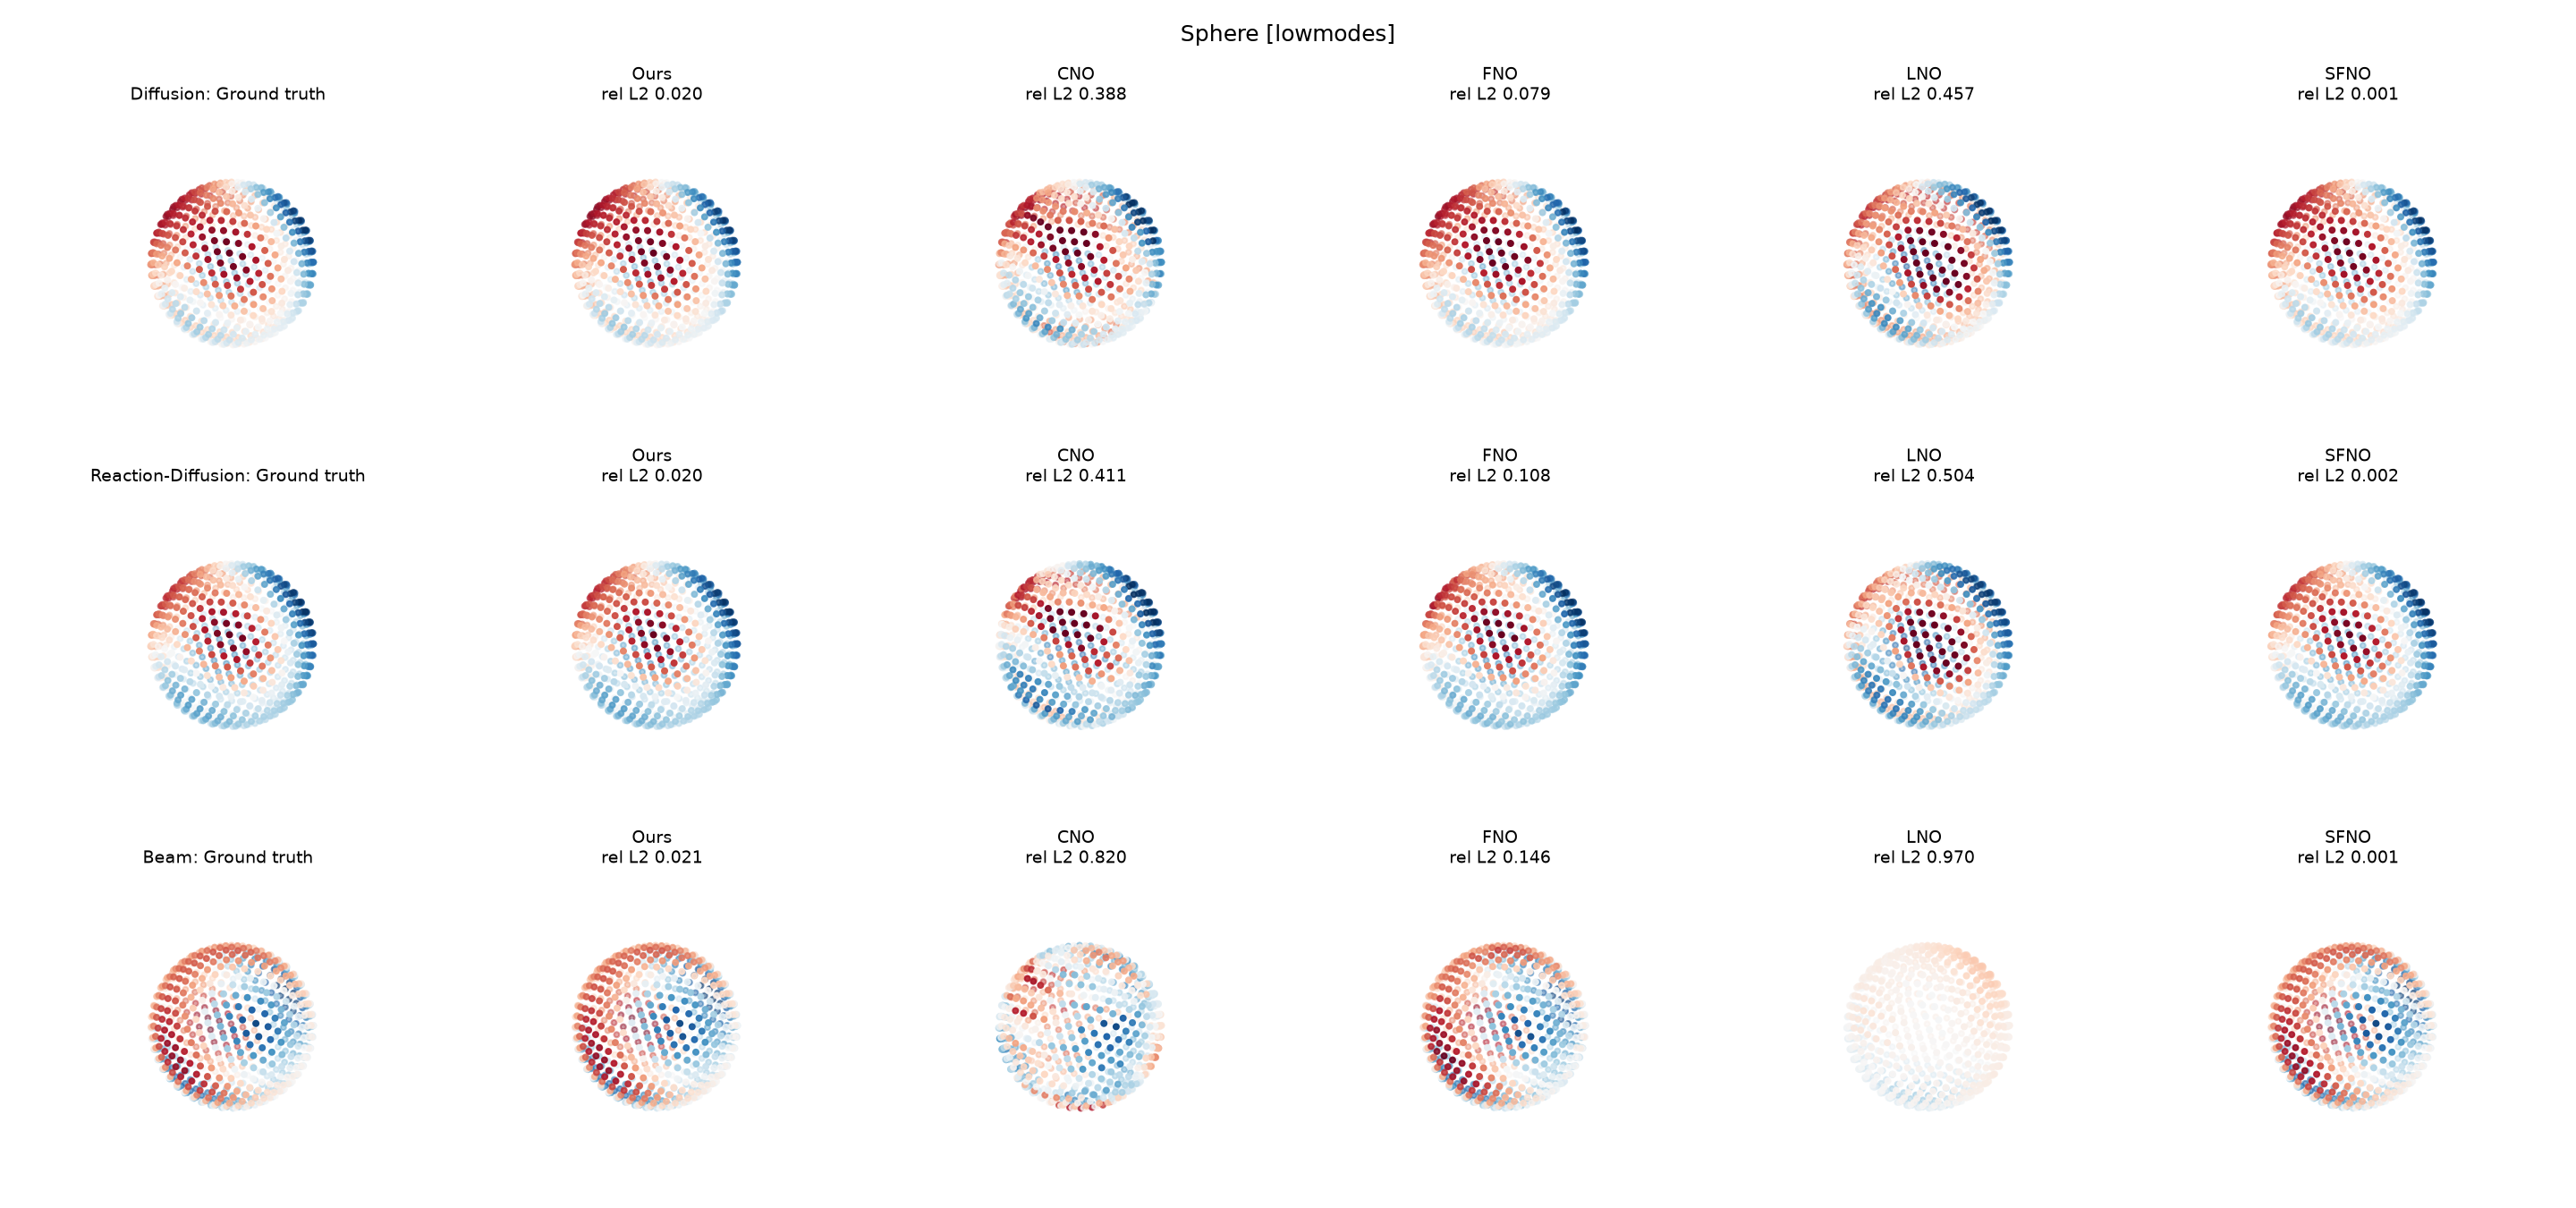 Sphere [lowmodes]
Diffusion: Ground truth
Ours
rel L2 0.020
CNO
rel L2 0.388
FNO
rel L2 0.079
LNO
rel L2 0.457
SFNO
rel L2 0.001
Reaction-Diffusion: Ground truth
Ours
rel L2 0.020
CNO
rel L2 0.411
FNO
rel L2 0.108
LNO
rel L2 0.504
SFNO
rel L2 0.002
Beam: Ground truth
Ours
rel L2 0.021
CNO
rel L2 0.820
FNO
rel L2 0.146
LNO
rel L2 0.970
SFNO
rel L2 0.001